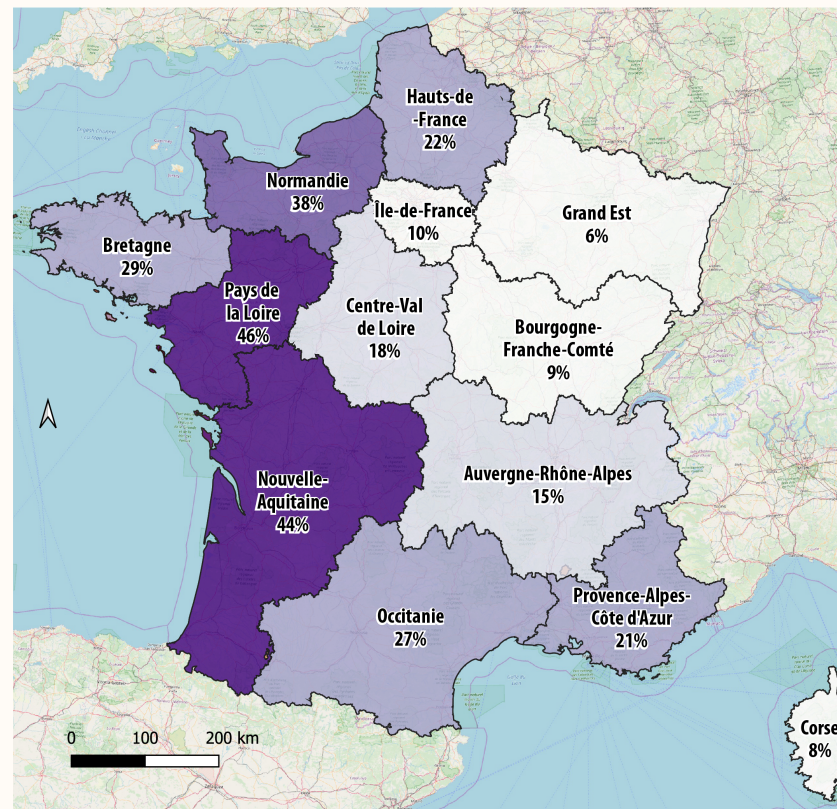 Hauts-de
-France
22%
Normandie
38%
Île-de-France
10%
Grand Est
6%
Bretagne
29%
Pays de
la Loire
46%
Centre-Val
de Loire
18%
Bourgogne-
Franche-Comté
9%
Nouvelle-
Aquitaine
44%
Auvergne-Rhône-Alpes
15%
Occitanie
27%
Provence-Alpes-
Côte d'Azur
21%
Corse
8%
0 100 200 km